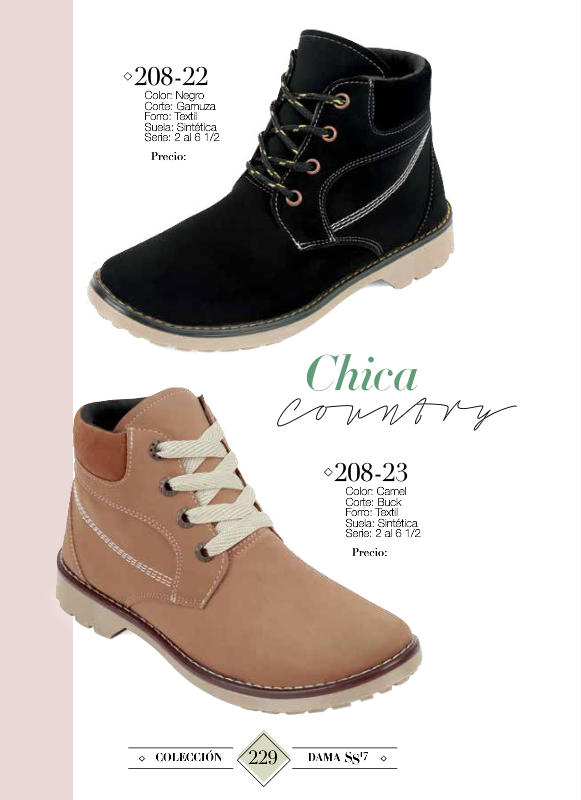 208-22
Color: Negro
Corte: Gamuza
Forro: Textil
Suela: Sintética
Serie: 2 al 6 1/2
Precio:
Chica
country
208-23
Color: Camel
Corte: Buck
Forro: Textil
Suela: Sintética
Serie: 2 al 6 1/2
Precio:
COLECCIÓN 229 DAMA SS17